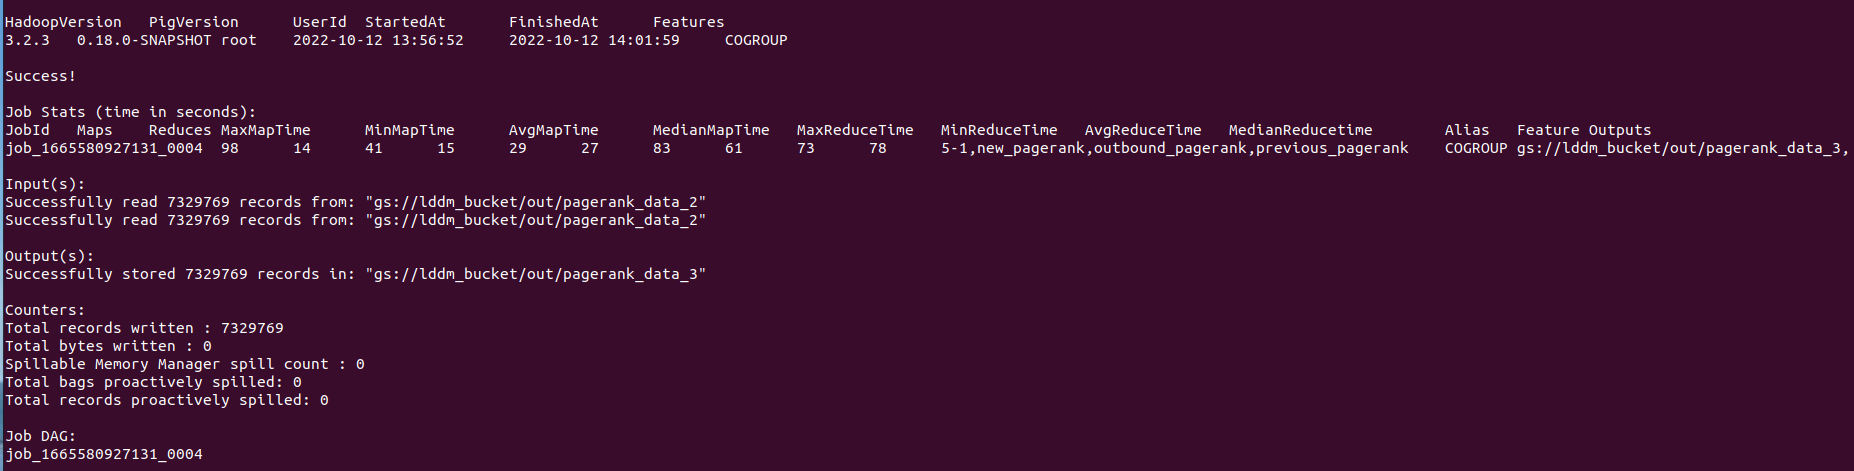 HadoopVersion PigVersion UserId StartedAt FinishedAt Features
3.2.3 0.18.0-SNAPSHOT root 2022-10-12 13:56:52 2022-10-12 14:01:59 COGROUP
Success!
Job Stats (time in seconds):
JobId Maps Reduces MaxMapTime MinMapTime AvgMapTime MedianMapTime MaxReduceTime MinReduceTime AvgReduceTime MedianReducetime Alias Feature Outputs
job_1665580927131_0004 98 14 41 15 29 27 83 61 73 78 5-1,new_pagerank,outbound_pagerank,previous_pagerank COGROUP gs://lddm_bucket/out/pagerank_data_3,
Input(s):
Successfully read 7329769 records from: "gs://lddm_bucket/out/pagerank_data_2"
Successfully read 7329769 records from: "gs://lddm_bucket/out/pagerank_data_2"
Output(s):
Successfully stored 7329769 records in: "gs://lddm_bucket/out/pagerank_data_3"
Counters:
Total records written : 7329769
Total bytes written : 0
Spillable Memory Manager spill count : 0
Total bags proactively spilled: 0
Total records proactively spilled: 0
Job DAG:
job_1665580927131_0004